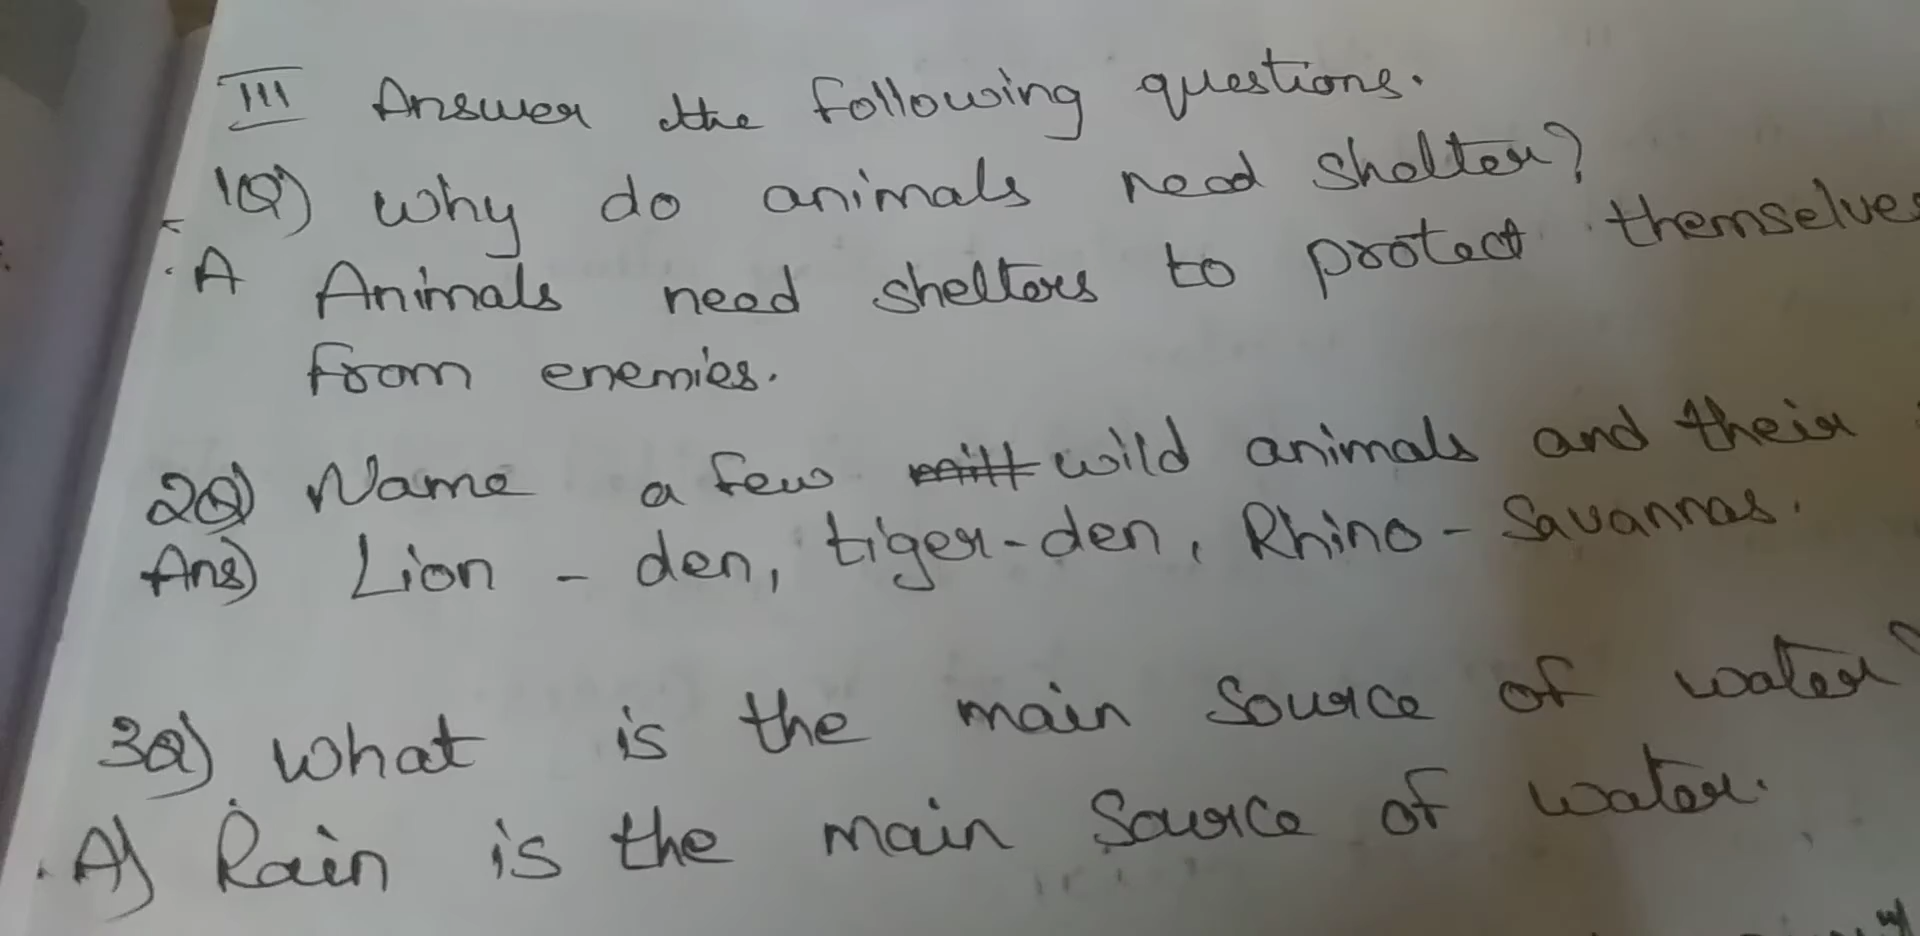 III Answer the following questions.
1Q) Why do animals need shelter?
A Animals need shelters to protect themselves
from enemies.
2Q) Name a few wild animals and their
Ans) Lion - den, tiger-den, Rhino - Savannas.
3Q) What is the main source of water?
A) Rain is the main source of water.